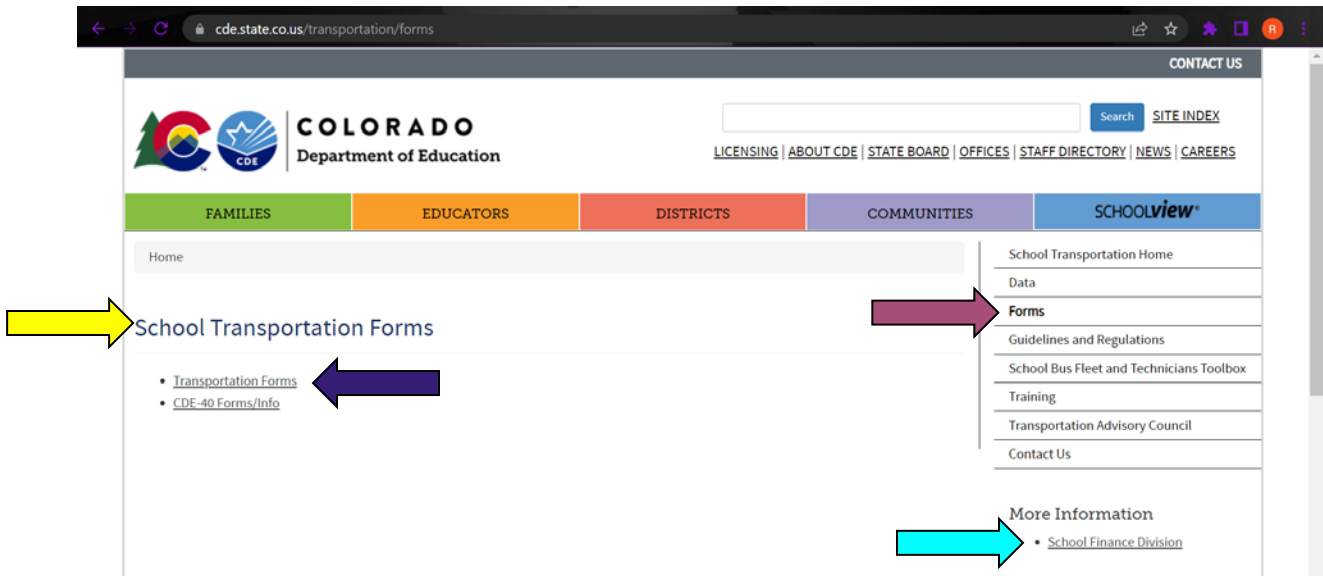 cde.state.co.us/transportation/forms
R
CONTACT US
COLORADO
Department of Education
C
CDE
Search
SITE INDEX
LICENSING | ABOUT CDE | STATE BOARD | OFFICES | STAFF DIRECTORY | NEWS | CAREERS
FAMILIES
EDUCATORS
DISTRICTS
COMMUNITIES
SCHOOLview
Home
School Transportation Forms
• Transportation Forms
• CDE-40 Forms/Info
School Transportation Home
Data
Forms
Guidelines and Regulations
School Bus Fleet and Technicians Toolbox
Training
Transportation Advisory Council
Contact Us
More Information
• School Finance Division